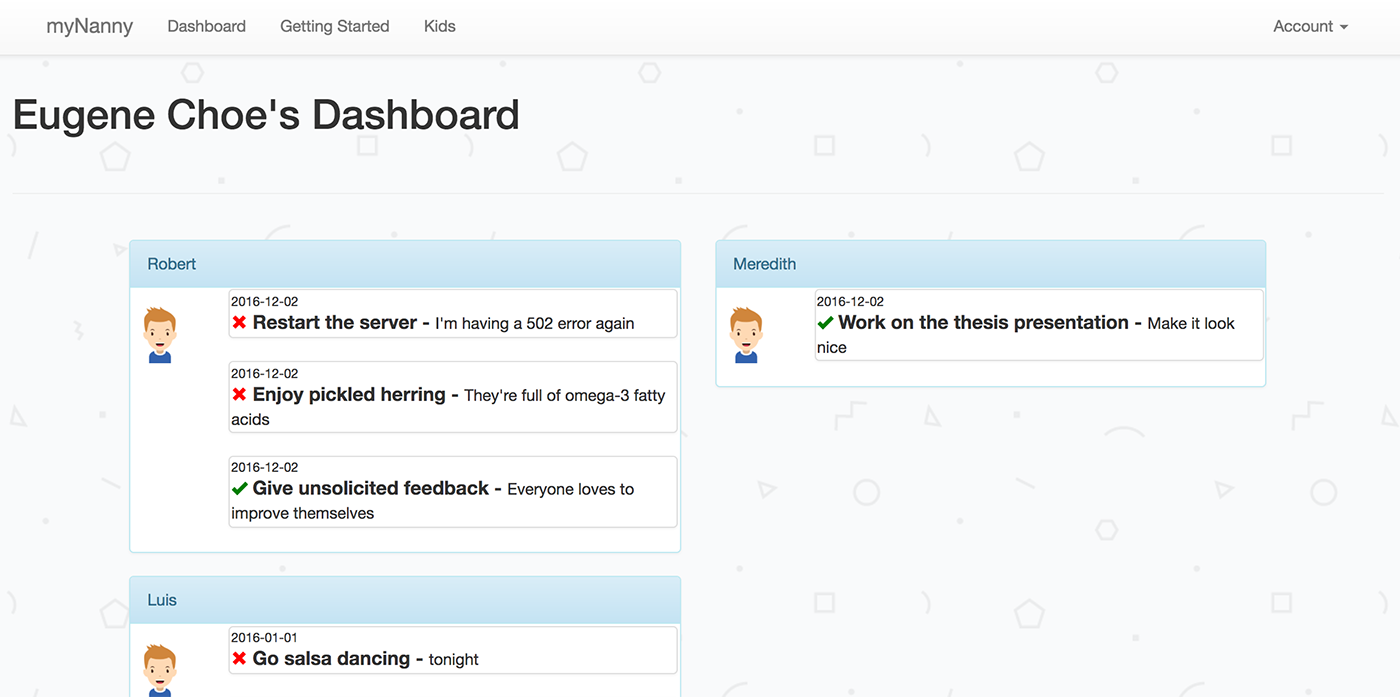 myNanny Dashboard Getting Started Kids Account
Eugene Choe's Dashboard
Robert
2016-12-02
Restart the server - I'm having a 502 error again
2016-12-02
Enjoy pickled herring - They're full of omega-3 fatty
acids
2016-12-02
Give unsolicited feedback - Everyone loves to
improve themselves
Meredith
2016-12-02
Work on the thesis presentation - Make it look
nice
Luis
2016-01-01
Go salsa dancing - tonight